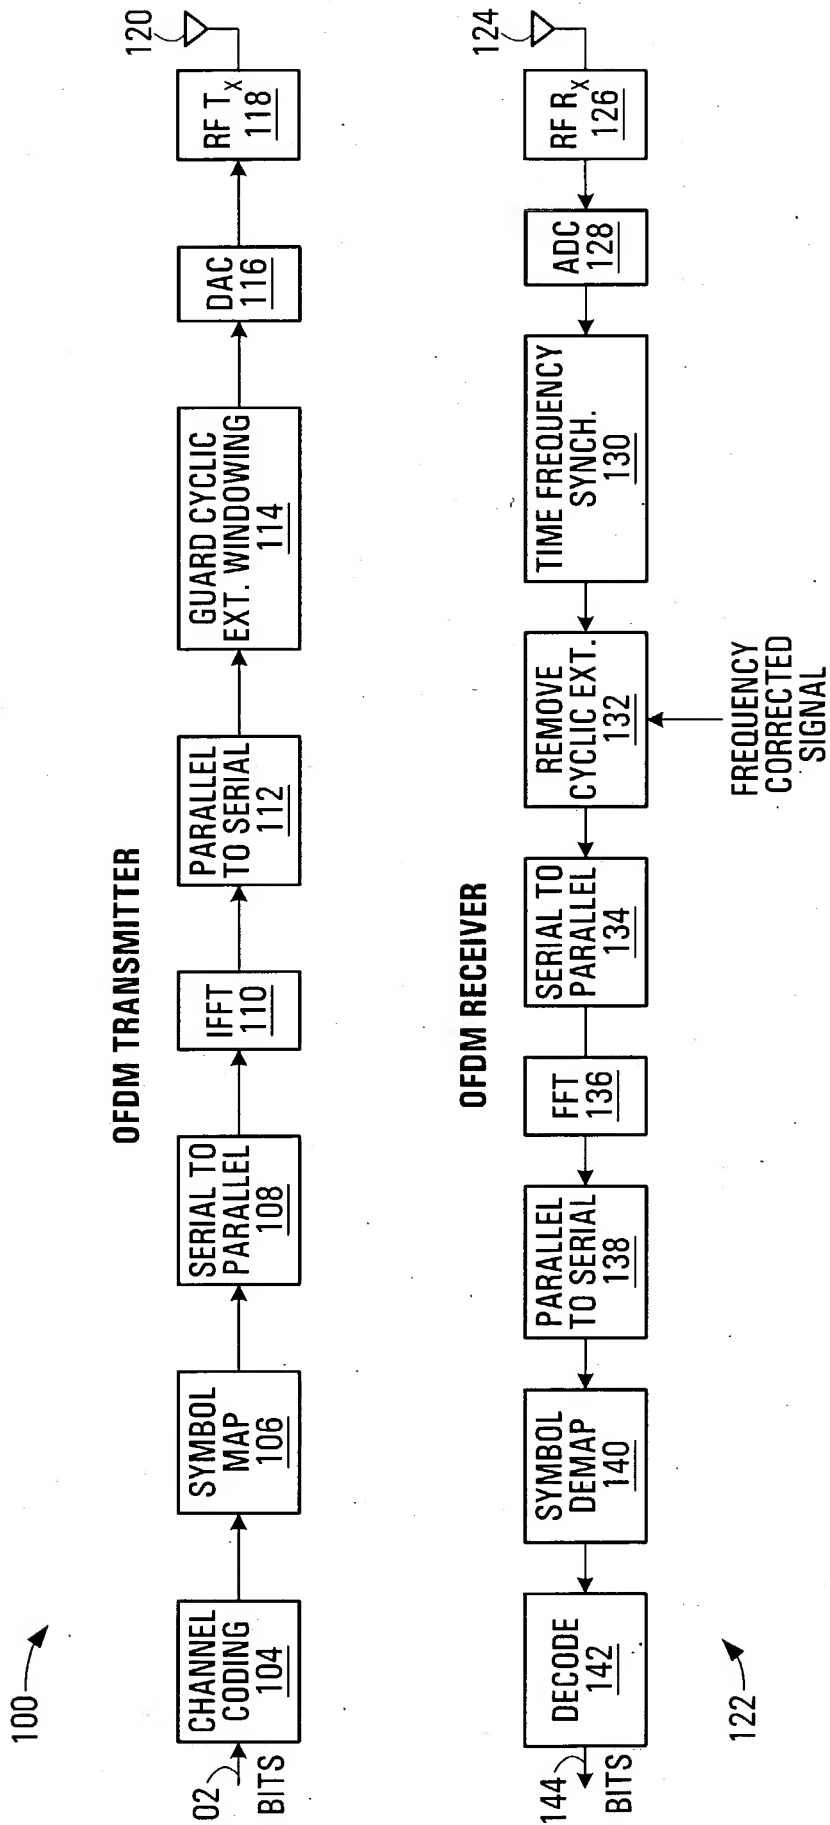 100
OFDM TRANSMITTER
02
BITS
CHANNEL
CODING
104
SYMBOL
MAP
106
SERIAL TO
PARALLEL
108
IFFT
110
PARALLEL
TO SERIAL
112
GUARD CYCLIC
EXT. WINDOWING
114
DAC
116
RF Tx
118
120
OFDM RECEIVER
144
BITS
DECODE
142
SYMBOL
DEMAP
140
PARALLEL
TO SERIAL
138
FFT
136
SERIAL TO
PARALLEL
134
REMOVE
CYCLIC EXT.
132
TIME FREQUENCY
SYNCH.
130
ADC
128
RF Rx
126
124
122
FREQUENCY
CORRECTED
SIGNAL